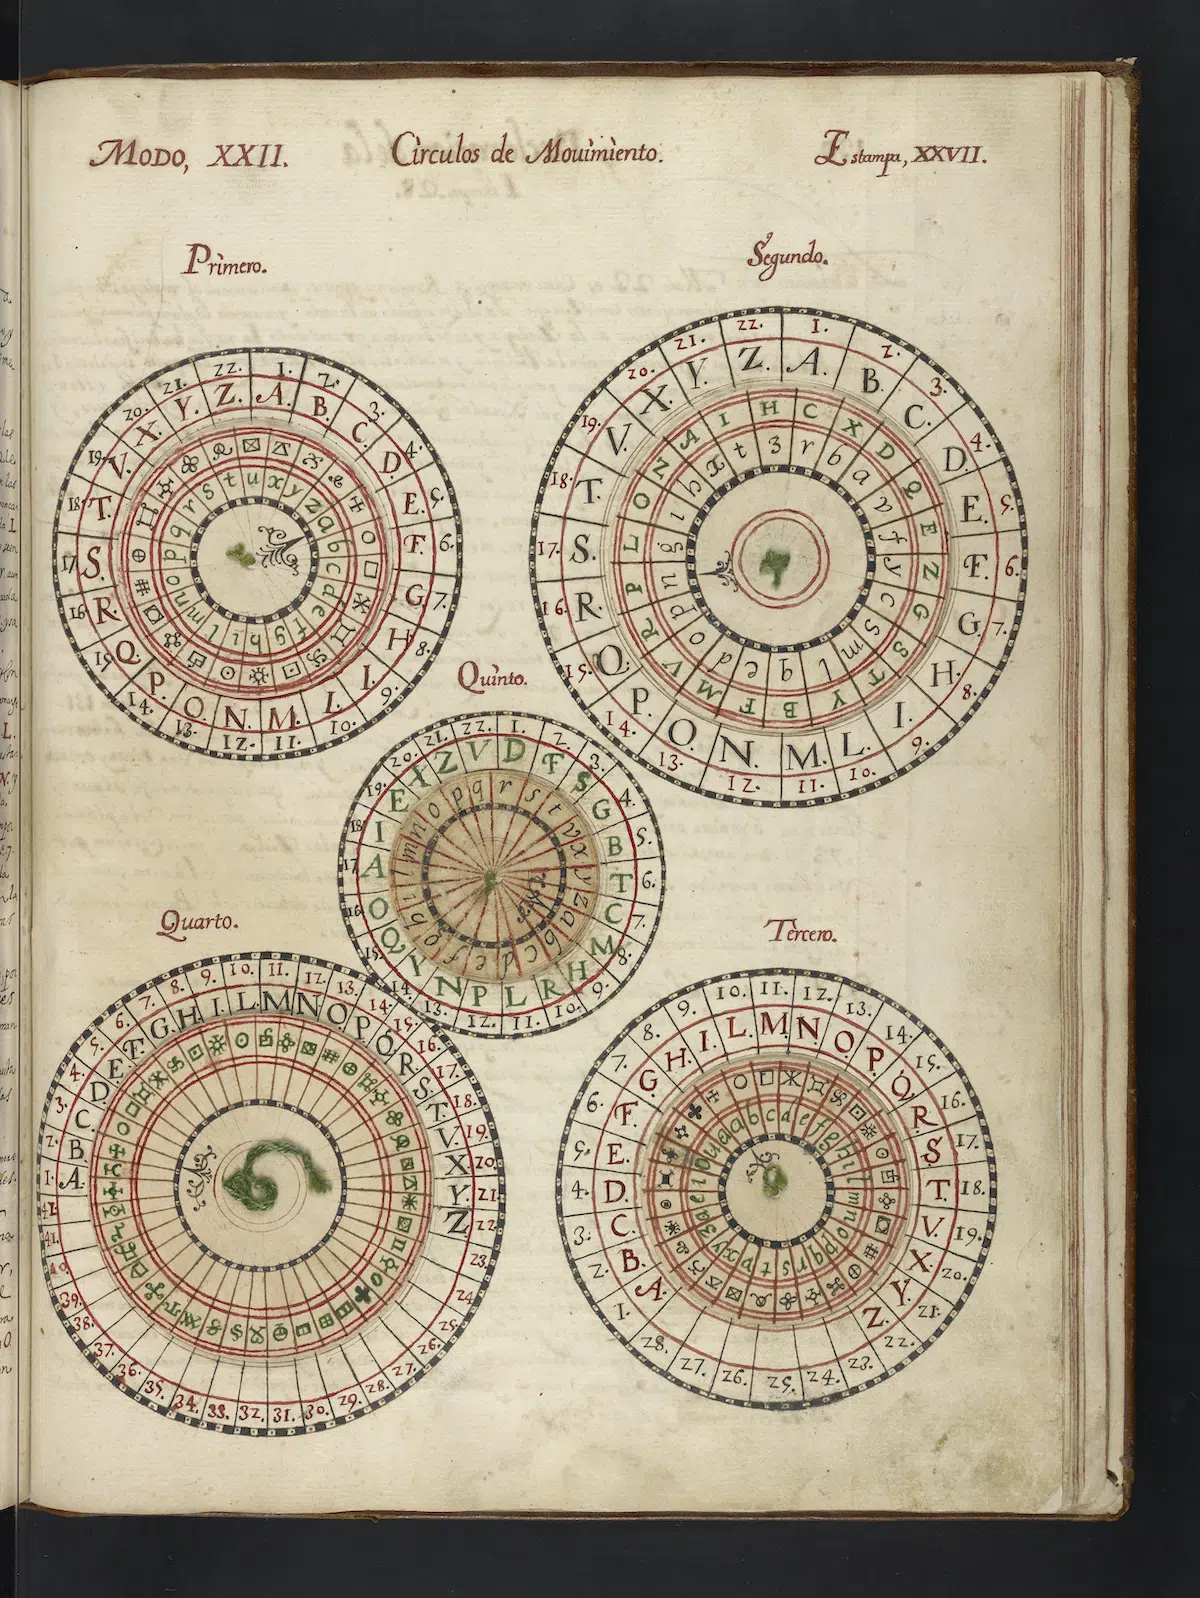 Modo, XXII.
Circulos de Mouimiento.
Estampa, XXVII.
Primero.
Segundo.
1. 2. 3. 4. 5. 6. 7. 8. 9. 10. 11. 12. 13. 14. 15. 16. 17. 18. 19. 20. 21. 22.
A. B. C. D. E. F. G. H I. L. M. N. O. P. Q. R. S. T. V. X. Y. Z.
a b c d e f g h i l m n o p q r s t u x y z
1. 2. 3. 4. 5. 6. 7. 8. 9. 10. 11. 12. 13. 14. 15. 16. 17. 18. 19. 20. 21. 22.
A. B. C. D. E. F. G. H. I. L. M. N. O. P. Q. R. S. T. V. X. Y. Z.
C X D Q E Z G S T Y B F M V R P L O N A I H
r b a v f y c s m l q e d o p n g i h x t z
Quinto.
1. 2. 3. 4. 5. 6. 7. 8. 9. 10. 11. 12. 13. 14. 15. 16. 17. 18. 19. 20. 21. 22.
D F S G B T C M H R L P N Y Q O A I E X Z V
r s t v x y z a b c d e f g h i l m n o p q
Quarto.
Tercero.
1. 2. 3. 4. 5. 6. 7. 8. 9. 10. 11. 12. 13. 14. 15. 16. 17. 18. 19. 20. 21. 22. 23. 24. 25. 26. 27. 28. 29. 30. 31. 32. 33. 34. 35. 36. 37. 38. 39. 40. 41. 42
A. B. C. D. E. F. G. H. I. L. M N O. P. Q. R. S. T. V. X. Y. Z
1. 2. 3. 4. 5. 6. 7. 8. 9. 10. 11. 12. 13. 14. 15. 16. 17. 18. 19. 20. 21. 22. 23. 24. 25. 26. 27. 28.
A. B. C. D. E. F. G H. I. L. M N O. P. Q R S T. V. X Y. Z.
a b c d e f g h i l m n o p q r s t v x y z a e i o u